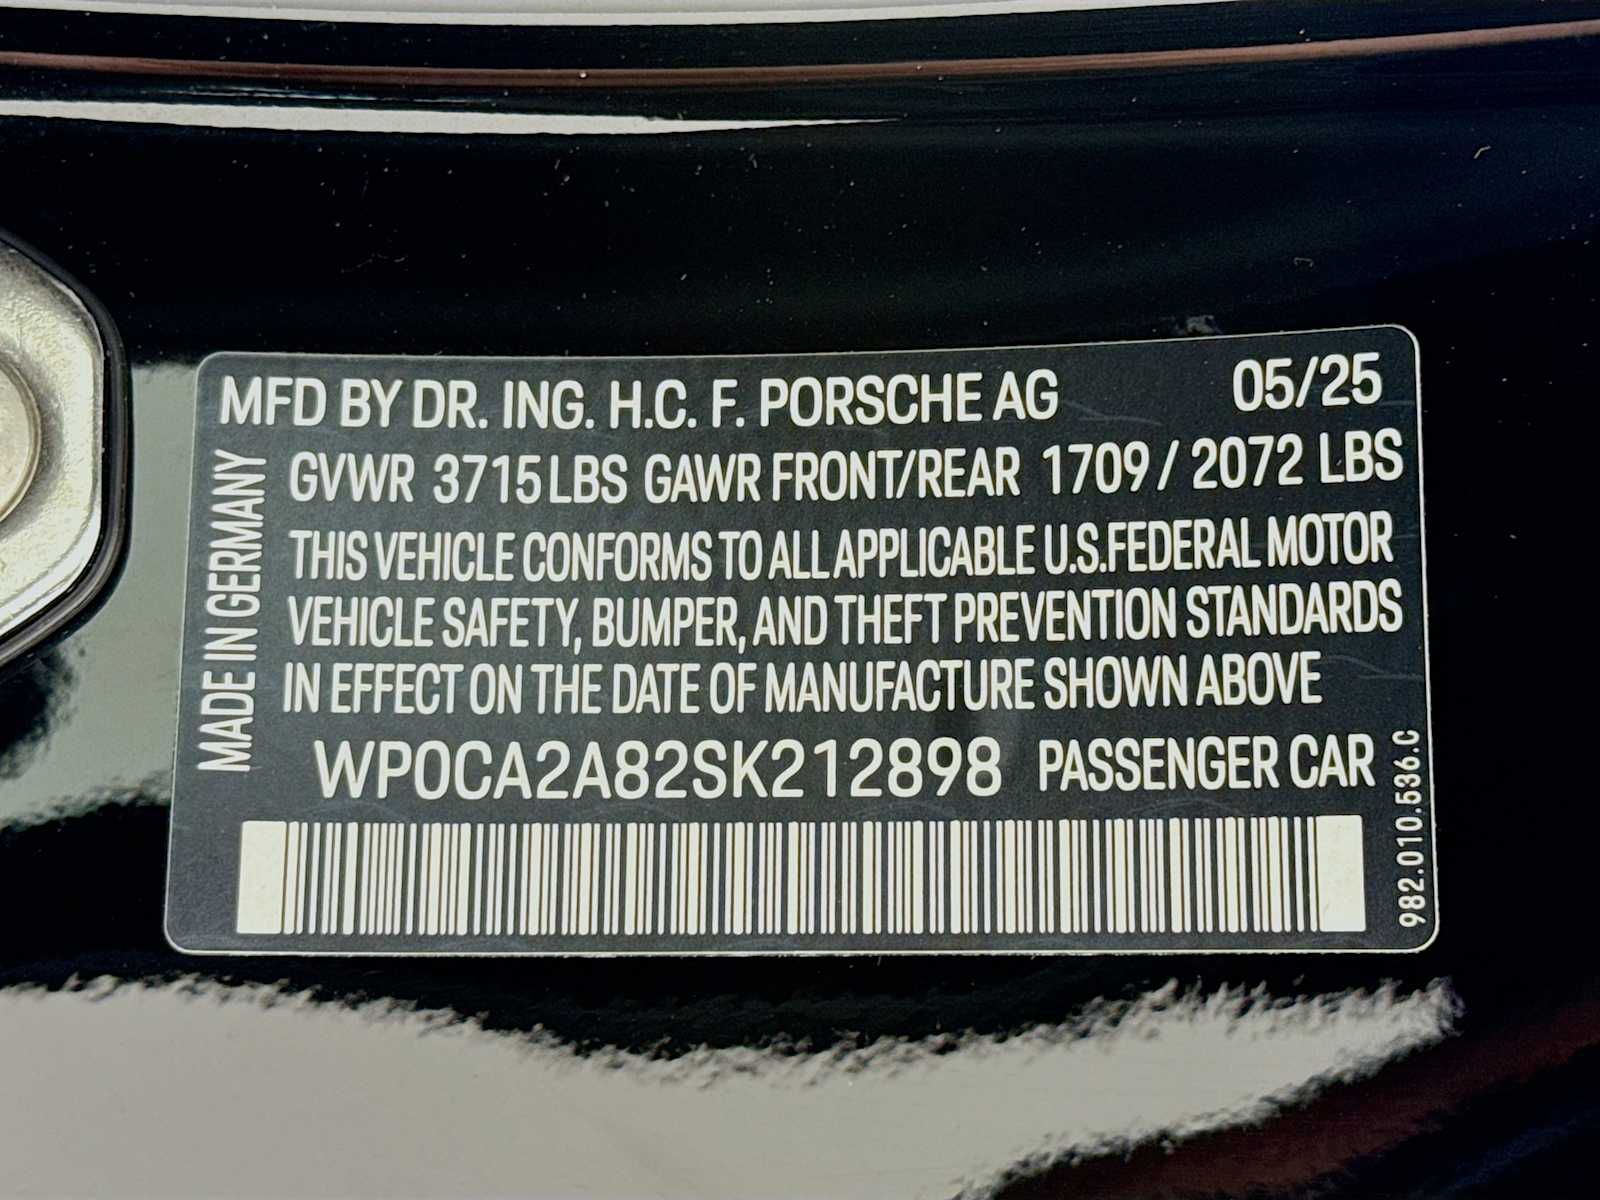 MFD BY DR. ING. H.C. F. PORSCHE AG 05/25
GVWR 3715 LBS GAWR FRONT/REAR 1709 / 2072 LBS
THIS VEHICLE CONFORMS TO ALL APPLICABLE U.S.FEDERAL MOTOR
VEHICLE SAFETY, BUMPER, AND THEFT PREVENTION STANDARDS
IN EFFECT ON THE DATE OF MANUFACTURE SHOWN ABOVE
WP0CA2A82SK212898 PASSENGER CAR
MADE IN GERMANY
982.010.536.C